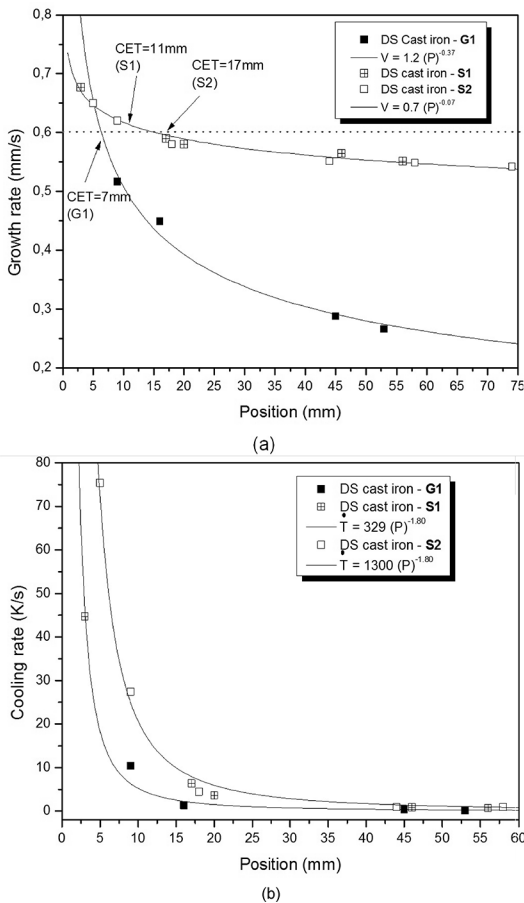 0,8
0,7
0,6
0,5
0,4
0,3
0,2
Growth rate (mm/s)
CET=11mm
(S1)
CET=17mm
(S2)
CET=7mm
(G1)
DS Cast iron - G1
V = 1.2 (P)^-0.37
DS cast iron - S1
DS cast iron - S2
V = 0.7 (P)^-0.07
0 5 10 15 20 25 30 35 40 45 50 55 60 65 70 75
Position (mm)
(a)
80
70
60
50
40
30
20
10
0
Cooling rate (K/s)
DS cast iron - G1
DS cast iron - S1
Ṫ = 329 (P)^-1.80
DS cast iron - S2
Ṫ = 1300 (P)^-1.80
0 5 10 15 20 25 30 35 40 45 50 55 60
Position (mm)
(b)